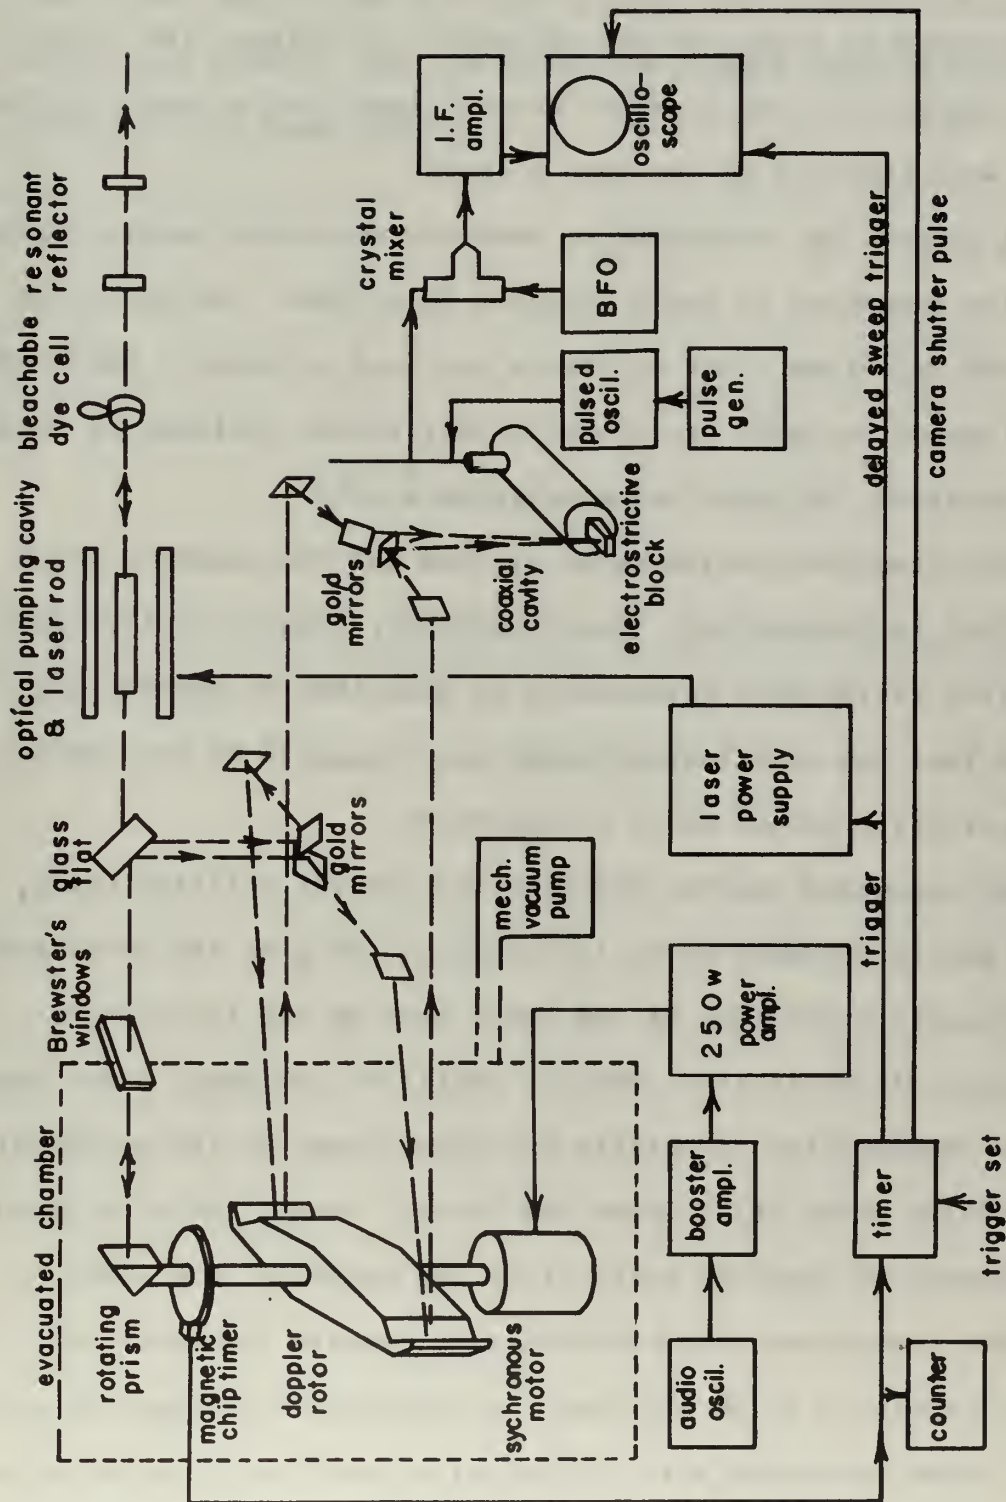 evacuated chamber
Brewster's
windows
glass
flat
optical pumping cavity
& laser rod
bleachable
dye cell
resonant
reflector
rotating
prism
magnetic
chip timer
doppler
rotor
sychronous
motor
gold
mirrors
mech.
vacuum
pump
gold
mirrors
coaxial
cavity
electrostrictive
block
crystal
mixer
I. F.
ampl.
oscillo-
scope
BFO
pulsed
oscil.
pulse
gen.
audio
oscil.
booster
ampl.
250w
power
ampl.
laser
power
supply
counter
timer
trigger set
trigger
delayed sweep trigger
camera shutter pulse